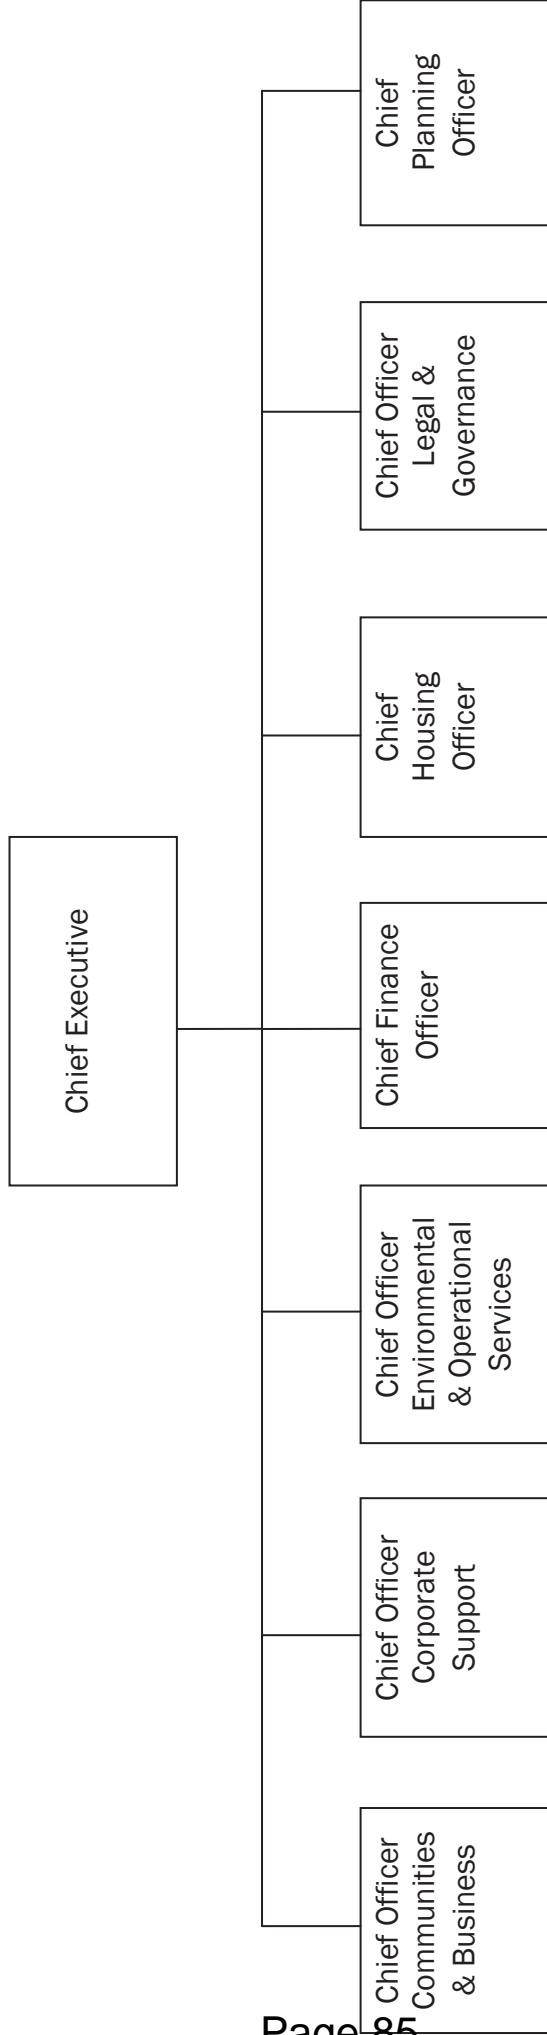 Chief Executive
Chief Officer
Communities
& Business
Chief Officer
Corporate
Support
Chief Officer
Environmental
& Operational
Services
Chief Finance
Officer
Chief
Housing
Officer
Chief Officer
Legal &
Governance
Chief
Planning
Officer
Page 85